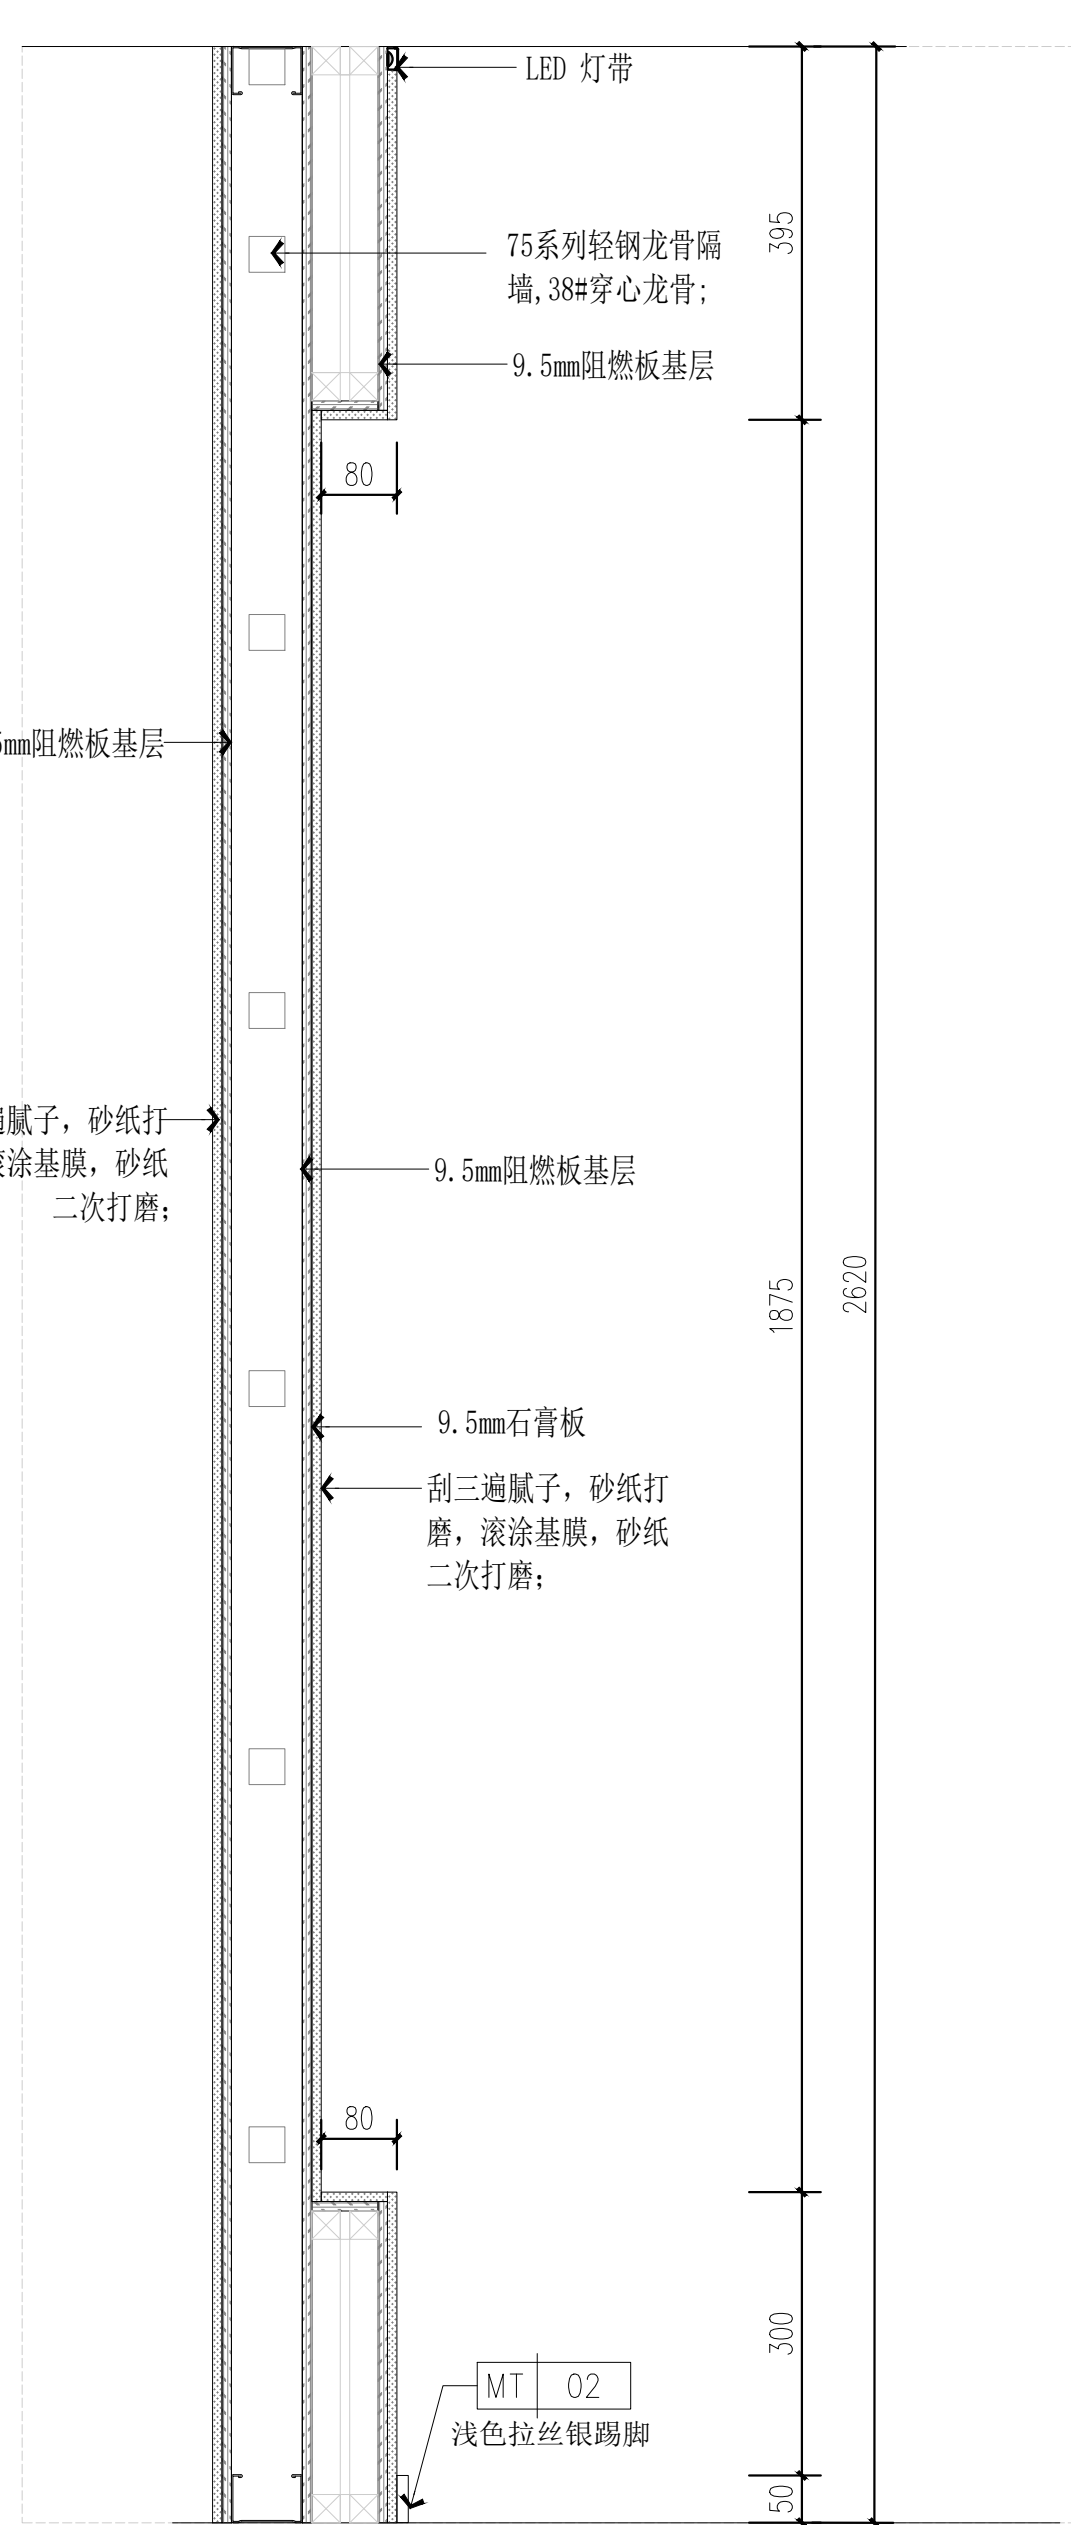 LED 灯带
75系列轻钢龙骨隔
墙,38#穿心龙骨;
395
9.5mm阻燃板基层
80
mm阻燃板基层
腻子，砂纸打
涂基膜，砂纸
二次打磨；
9.5mm阻燃板基层
1875
2620
9.5mm石膏板
刮三遍腻子，砂纸打
磨，滚涂基膜，砂纸
二次打磨；
80
300
MT 02
浅色拉丝银踢脚
50